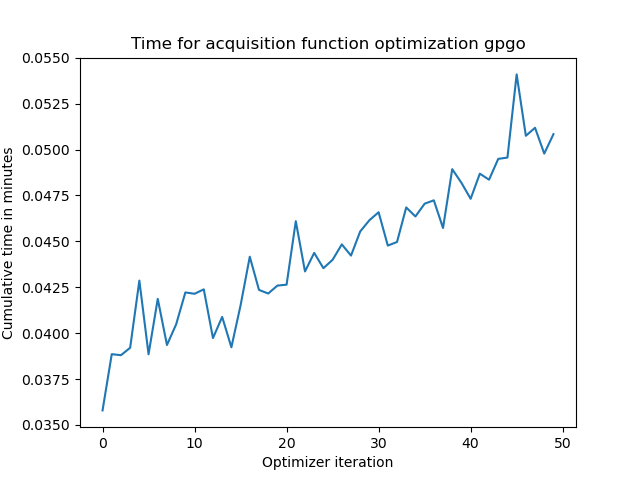 Time for acquisition function optimization gpgo
0.0550
0.0525
0.0500
0.0475
0.0450
0.0425
0.0400
0.0375
0.0350
Cumulative time in minutes
0 10 20 30 40 50
Optimizer iteration